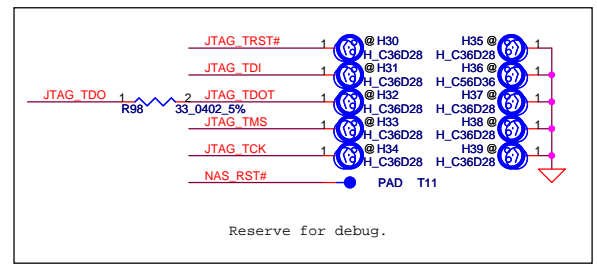 JTAG_TRST# 1 @ H30 H35 @ 1
H_C36D28 H_C36D28
JTAG_TDI 1 @ H31 H36 @ 1
H_C36D28 H_C56D36
JTAG_TDO 1 2 JTAG_TDOT 1 @ H32 H37 @ 1
R98 33_0402_5% H_C36D28 H_C36D28
JTAG_TMS 1 @ H33 H38 @ 1
H_C36D28 H_C36D28
JTAG_TCK 1 @ H34 H39 @ 1
H_C36D28 H_C36D28
NAS_RST# PAD T11
Reserve for debug.